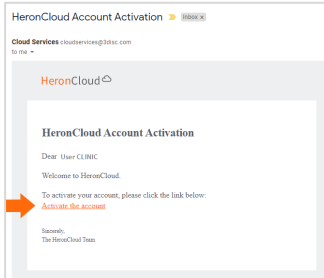 HeronCloud Account Activation Inbox x
Cloud Services cloudservices@3disc.com
to me
HeronCloud
HeronCloud Account Activation
Dear User CLINIC
Welcome to HeronCloud.
To activate your account, please click the link below:
Activate the account
Sincerely,
The HeronCloud Team